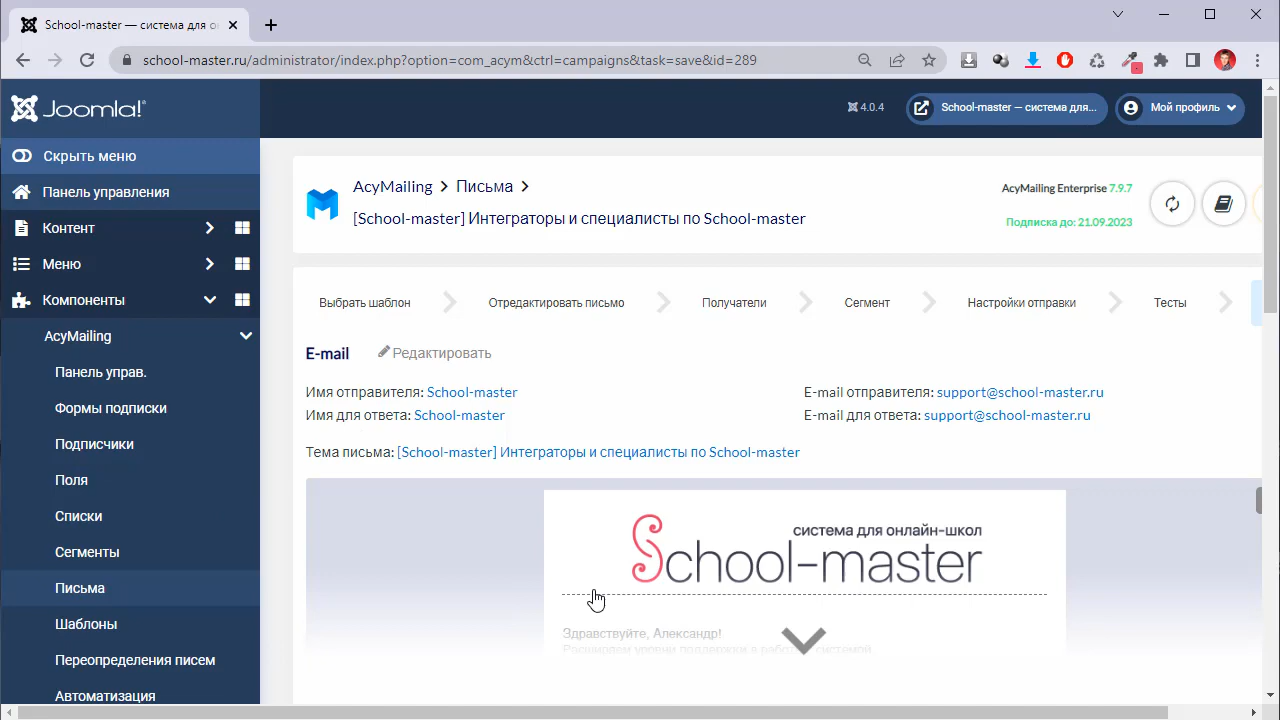 School-master — система для о
school-master.ru/administrator/index.php?option=com_acym&ctrl=campaigns&task=save&id=289
Joomla!
4.0.4
School-master — система для...
Мой профиль
Скрыть меню
Панель управления
Контент
Меню
Компоненты
AcyMailing
Панель управ.
Формы подписки
Подписчики
Поля
Списки
Сегменты
Письма
Шаблоны
Переопределения писем
Автоматизация
AcyMailing > Письма >
[School-master] Интеграторы и специалисты по School-master
AcyMailing Enterprise 7.9.7
Подписка до: 21.09.2023
Выбрать шаблон
Отредактировать письмо
Получатели
Сегмент
Настройки отправки
Тесты
E-mail
Редактировать
Имя отправителя: School-master
E-mail отправителя: support@school-master.ru
Имя для ответа: School-master
E-mail для ответа: support@school-master.ru
Тема письма: [School-master] Интеграторы и специалисты по School-master
система для онлайн-школ
School-master
Здравствуйте, Александр!
Расширяем уровни поддержки в работе с системой.